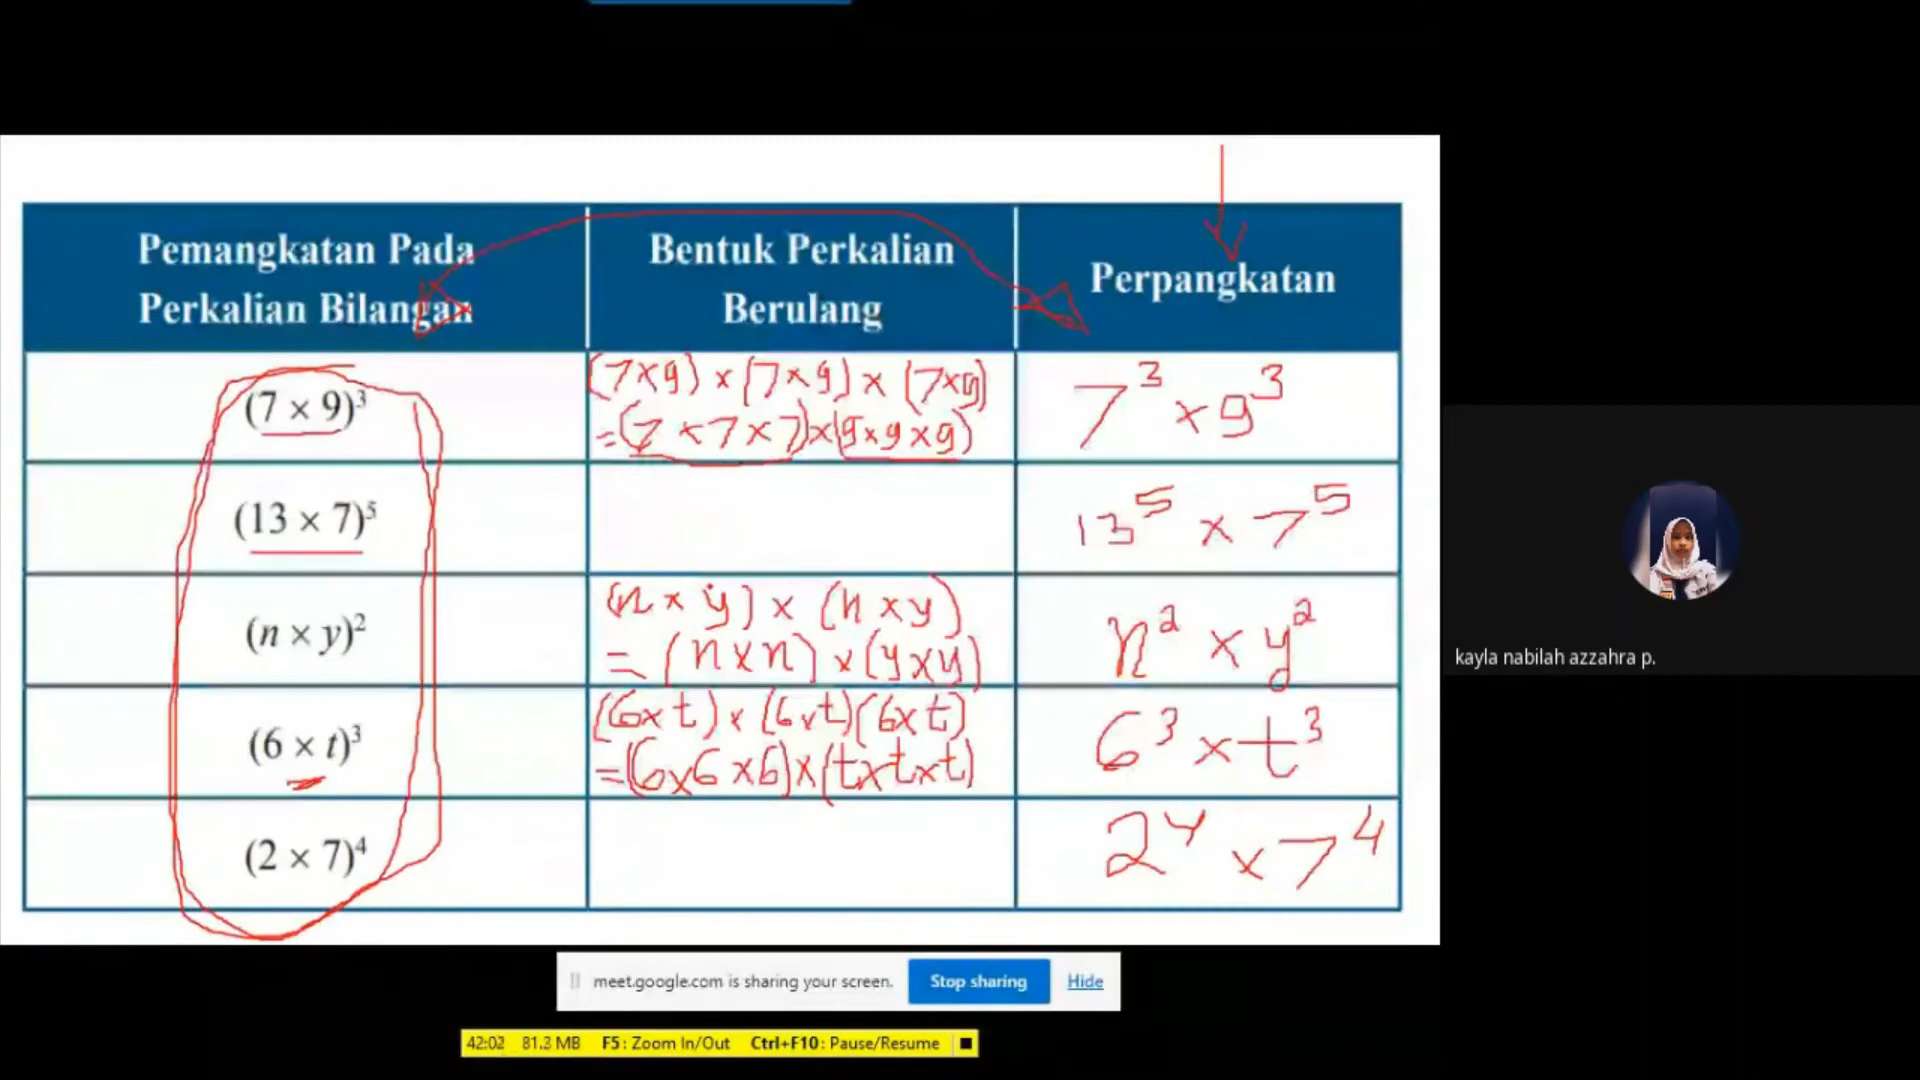 Pemangkatan Pada
Perkalian Bilangan
Bentuk Perkalian
Berulang
Perpangkatan
(7 × 9)³
(7×9) × (7×9) × (7×9)
=(7×7×7)×(9×9×9)
7³ × 9³
(13 × 7)⁵
13⁵ × 7⁵
(n × y)²
(n × y) × (n × y)
= (n×n) × (y×y)
n² × y²
(6 × t)³
(6×t) × (6×t)(6×t)
=(6×6×6)×(t×t×t)
6³ × t³
(2 × 7)⁴
2⁴ × 7⁴
kayla nabilah azzahra p.
meet.google.com is sharing your screen. Stop sharing Hide
42:02 81.3 MB F5: Zoom In/Out Ctrl+F10: Pause/Resume